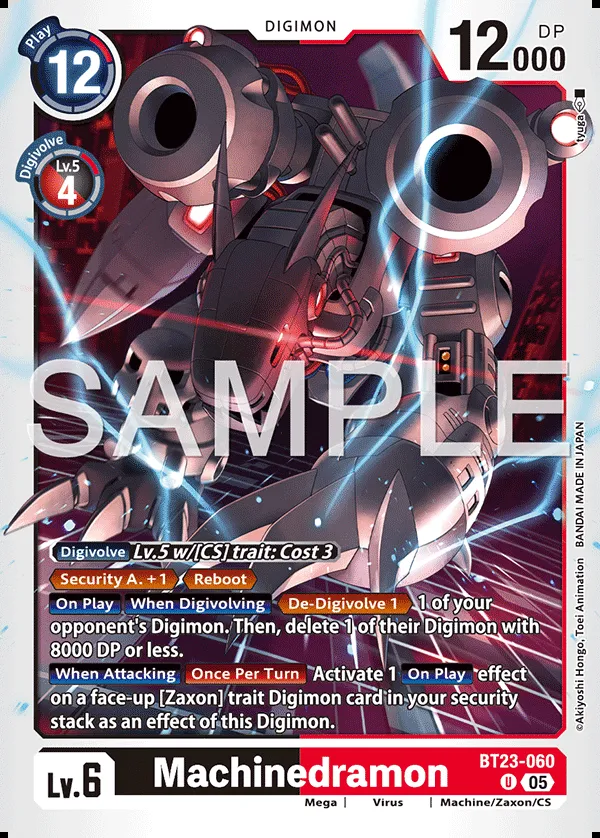 DIGIMON
Play
12
DP
12000
Digivolve
Lv.5
4
tyuga
SAMPLE
Digivolve Lv.5 w/[CS] trait: Cost 3
Security A. +1 Reboot
On Play When Digivolving De-Digivolve 1 1 of your
opponent's Digimon. Then, delete 1 of their Digimon with
8000 DP or less.
When Attacking Once Per Turn Activate 1 On Play effect
on a face-up [Zaxon] trait Digimon card in your security
stack as an effect of this Digimon.
©Akiyoshi Hongo, Toei Animation BANDAI MADE IN JAPAN
Lv.6
Machinedramon
BT23-060
U 05
Mega | Virus | Machine/Zaxon/CS